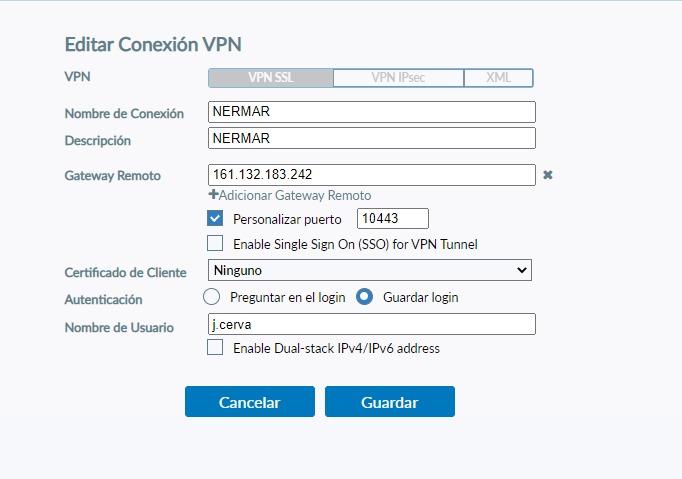 Editar Conexión VPN
VPN VPN SSL VPN IPsec XML
Nombre de Conexión NERMAR
Descripción NERMAR
Gateway Remoto 161.132.183.242 ✖
+Adicionar Gateway Remoto
Personalizar puerto 10443
Enable Single Sign On (SSO) for VPN Tunnel
Certificado de Cliente Ninguno
Autenticación Preguntar en el login Guardar login
Nombre de Usuario j.cerva
Enable Dual-stack IPv4/IPv6 address
Cancelar Guardar